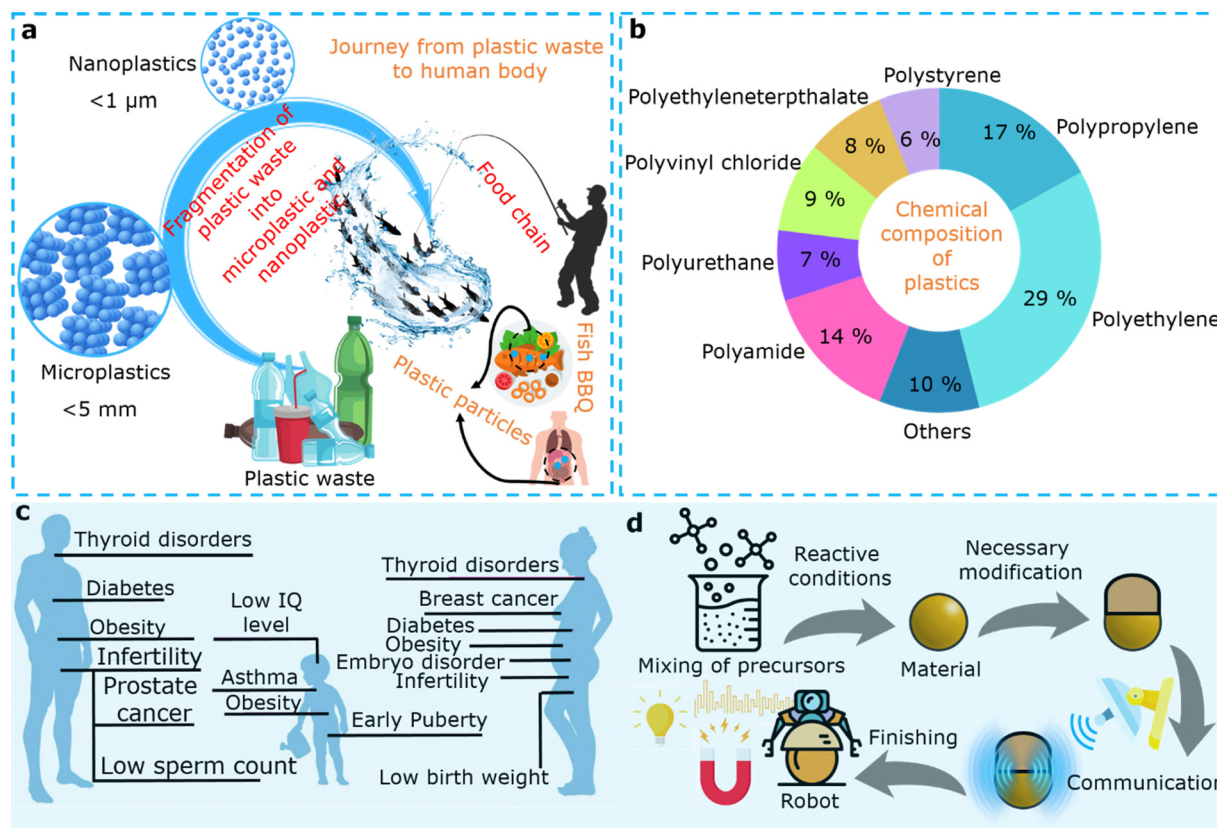 a
Journey from plastic waste
to human body
Nanoplastics
<1 µm
Fragmentation of
plastic waste
into
microplastic and
nanoplastic
Food chain
Microplastics
<5 mm
Fish BBQ
Plastic particles
Plastic waste
b
Polystyrene
Polyethyleneterpthalate
Polypropylene
6 %
17 %
8 %
Polyvinyl chloride
9 %
Chemical
composition
of
plastics
Polyurethane
7 %
29 %
Polyethylene
Polyamide
14 %
10 %
Others
c
Thyroid disorders
Diabetes
Obesity
Infertility
Prostate
cancer
Low sperm count
Low IQ
level
Asthma
Obesity
Early Puberty
Thyroid disorders
Breast cancer
Diabetes
Obesity
Embryo disorder
Infertility
Low birth weight
d
Reactive
conditions
Necessary
modification
Mixing of precursors
Material
Finishing
Communication
Robot